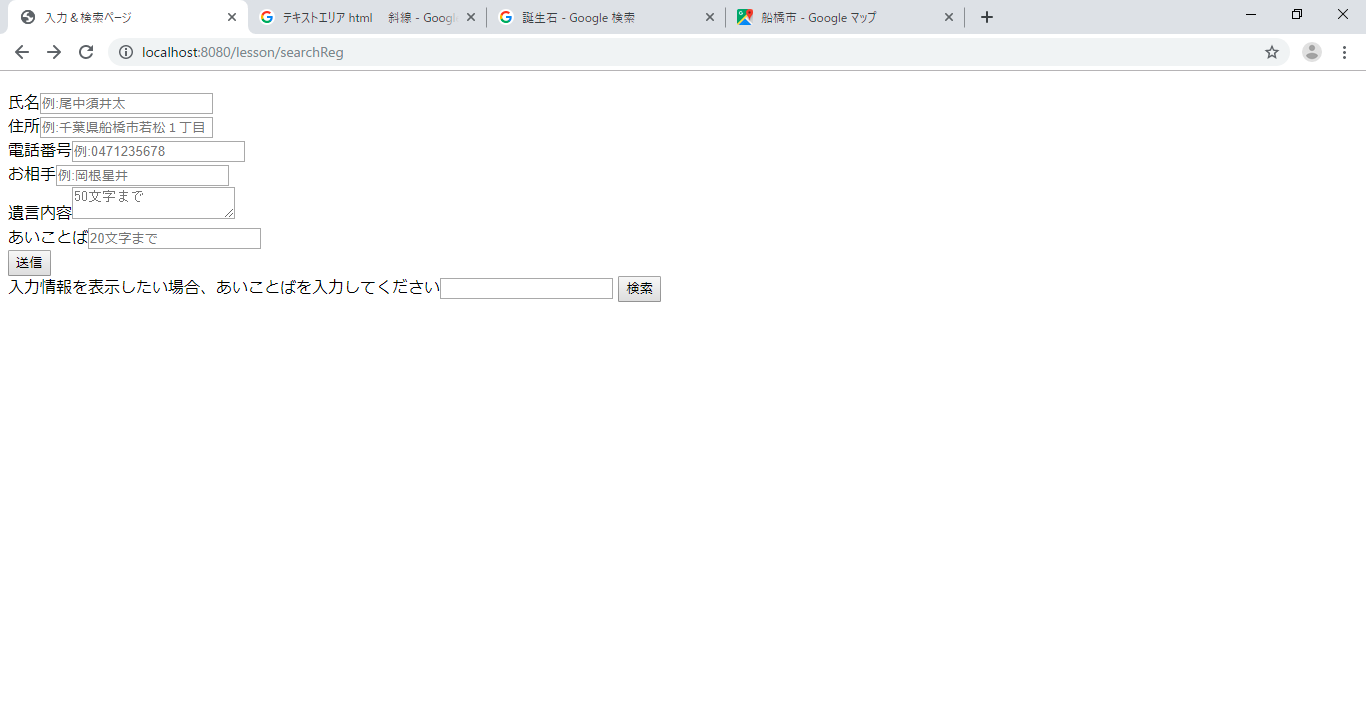 入力＆検索ページ
テキストエリア html　斜線 - Googl
誕生石 - Google 検索
船橋市 - Google マップ
localhost:8080/lesson/searchReg
氏名 例:尾中須井太
住所 例:千葉県船橋市若松１丁目
電話番号 例:0471235678
お相手 例:岡根星井
遺言内容 50文字まで
あいことば 20文字まで
送信
入力情報を表示したい場合、あいことばを入力してください 検索